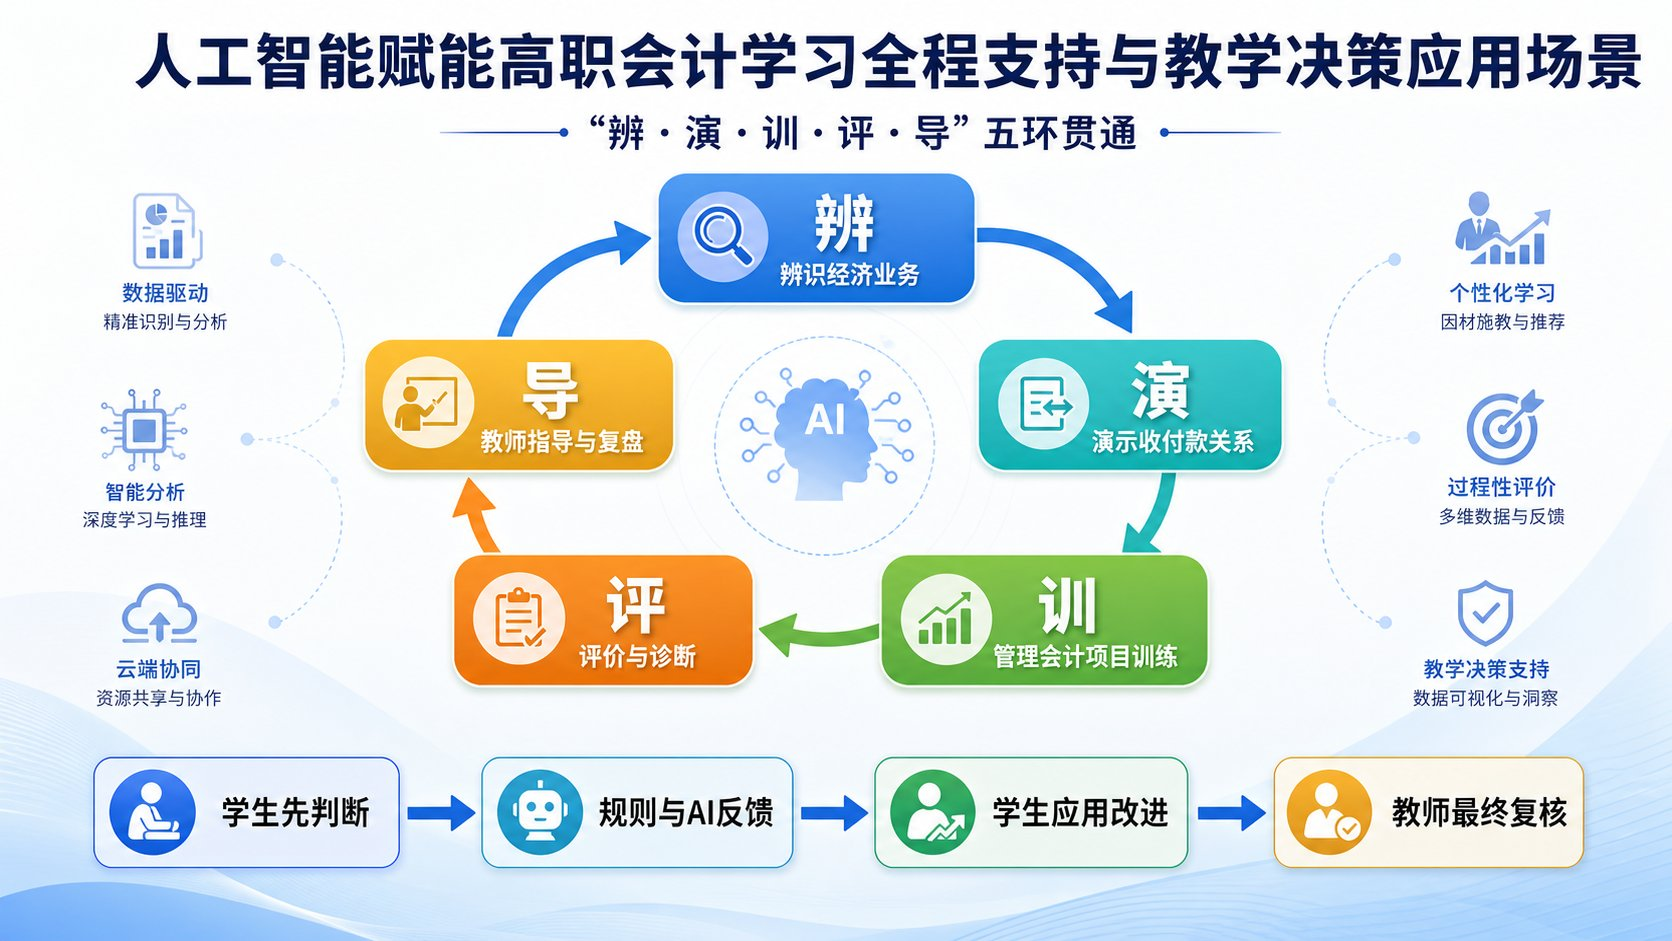 人工智能赋能高职会计学习全程支持与教学决策应用场景
“辨·演·训·评·导”五环贯通
辨
辨识经济业务
导
教师指导与复盘
AI
演
演示收付款关系
评
评价与诊断
训
管理会计项目训练
数据驱动
精准识别与分析
智能分析
深度学习与推理
云端协同
资源共享与协作
个性化学习
因材施教与推荐
过程性评价
多维数据与反馈
教学决策支持
数据可视化与洞察
学生先判断
规则与AI反馈
学生应用改进
教师最终复核